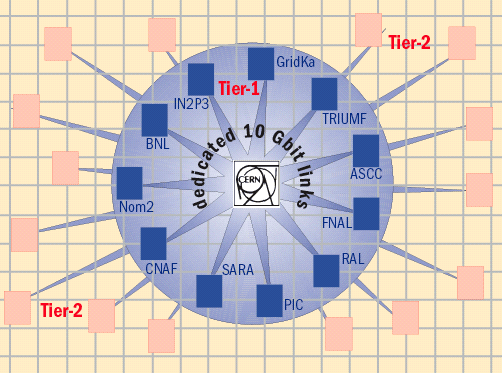 Tier-2
GridKa
Tier-1
IN2P3
TRIUMF
BNL
dedicated 10 Gbit links
ASCC
CERN
Nom2
FNAL
CNAF
SARA
RAL
PIC
Tier-2